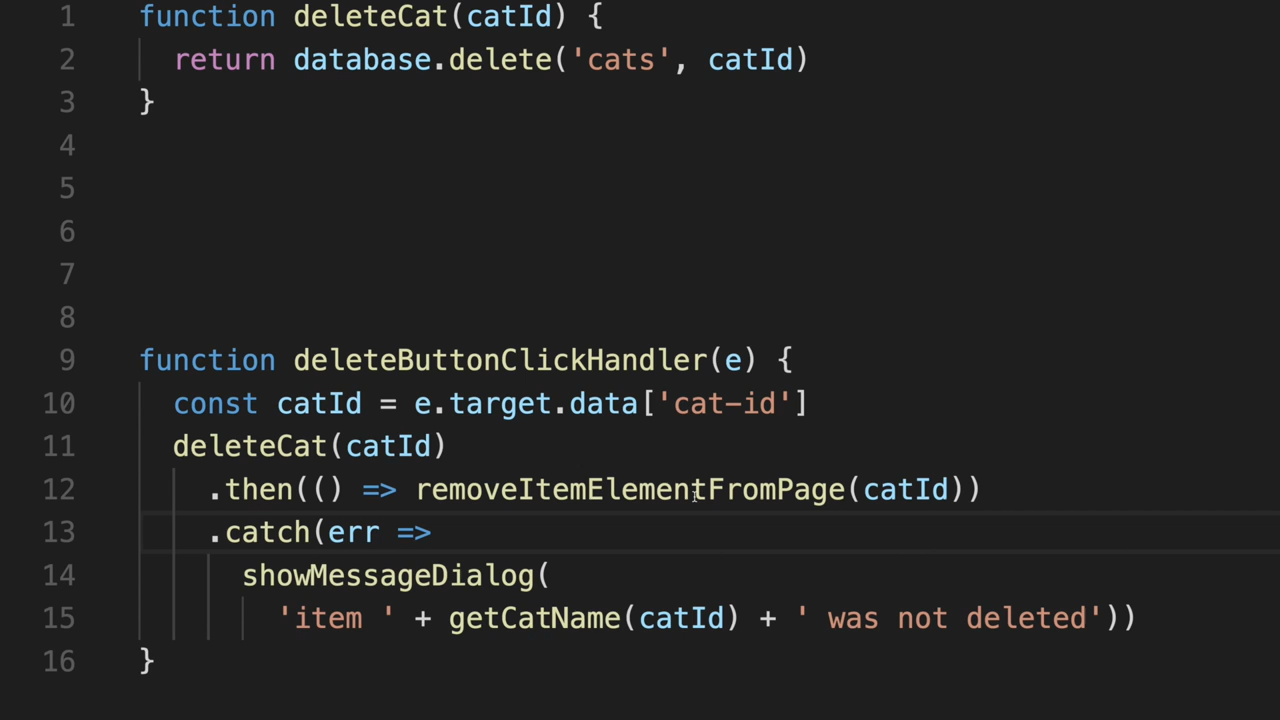 1 function deleteCat(catId) {
2 return database.delete('cats', catId)
3 }
4
5
6
7
8
9 function deleteButtonClickHandler(e) {
10 const catId = e.target.data['cat-id']
11 deleteCat(catId)
12 .then(() => removeItemElementFromPage(catId))
13 .catch(err =>
14 showMessageDialog(
15 'item ' + getCatName(catId) + ' was not deleted'))
16 }